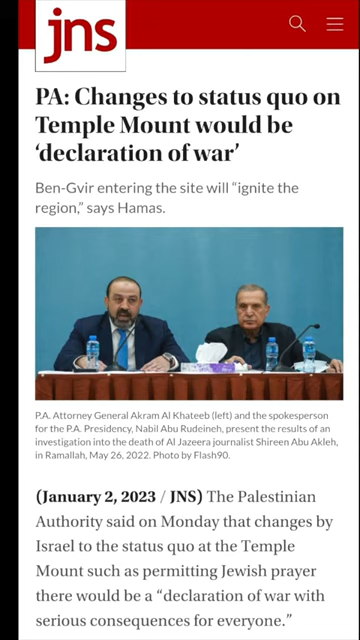 jns
PA: Changes to status quo on
Temple Mount would be
‘declaration of war’
Ben-Gvir entering the site will “ignite the
region,” says Hamas.
P.A. Attorney General Akram Al Khateeb (left) and the spokesperson
for the P.A. Presidency, Nabil Abu Rudeineh, present the results of an
investigation into the death of Al Jazeera journalist Shireen Abu Akleh,
in Ramallah, May 26, 2022. Photo by Flash90.
(January 2, 2023 / JNS) The Palestinian
Authority said on Monday that changes by
Israel to the status quo at the Temple
Mount such as permitting Jewish prayer
there would be a “declaration of war with
serious consequences for everyone.”